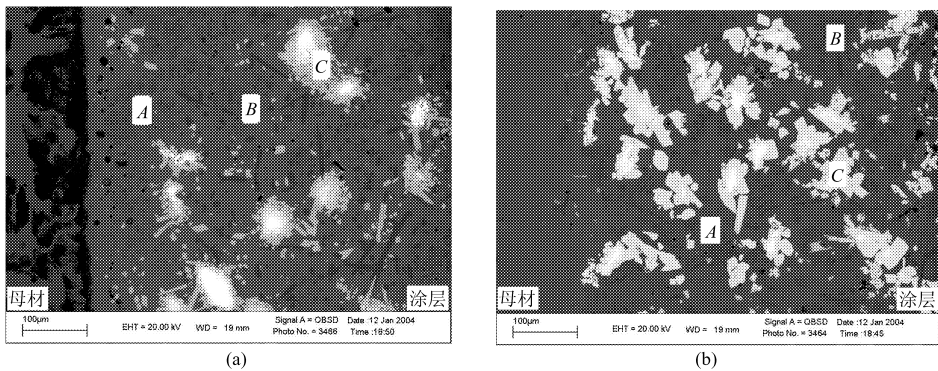 A
B
C
母材
涂层
100μm
EHT = 20.00 kV
WD = 19 mm
Signal A = QBSD
Date :12 Jan 2004
Photo No. = 3466
Time :16:50
(a)
B
C
A
母材
涂层
100μm
EHT = 20.00 kV
WD = 19 mm
Signal A = QBSD
Date :12 Jan 2004
Photo No. = 3464
Time :16:45
(b)